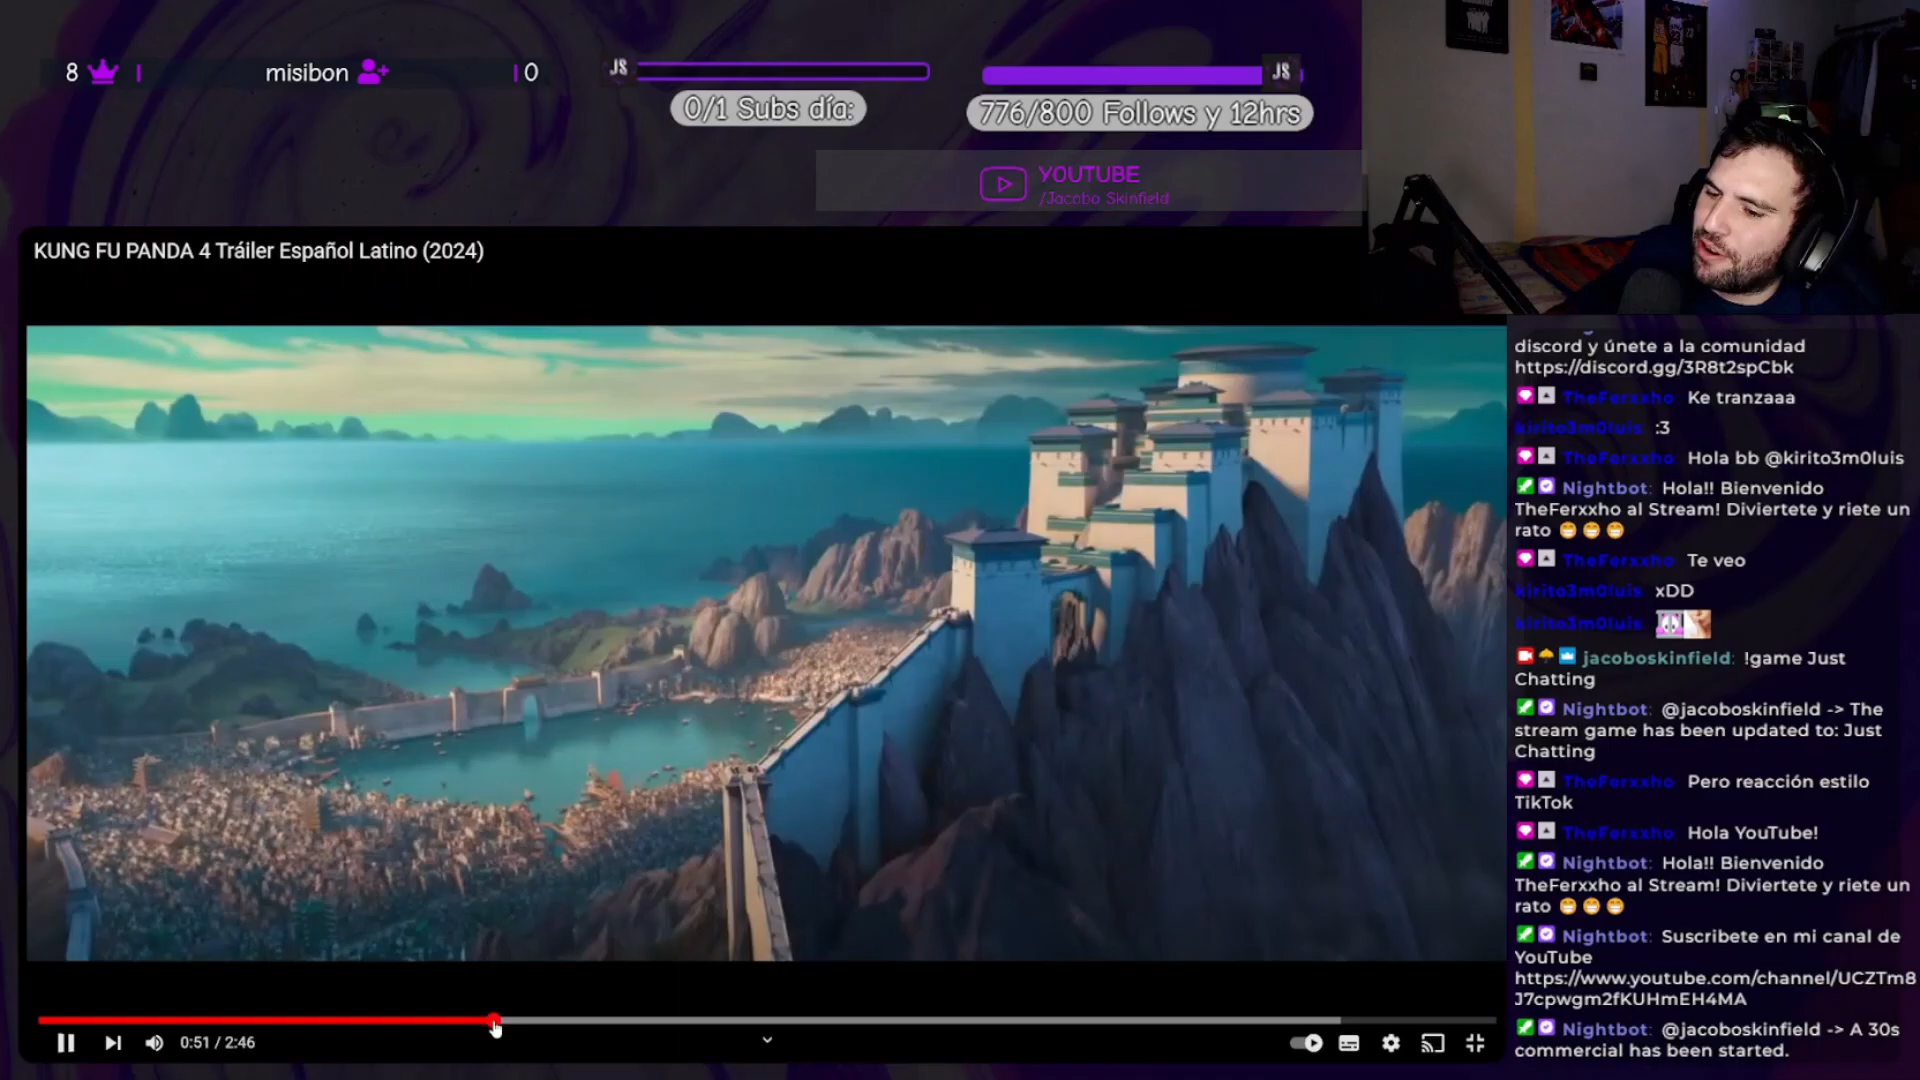 8
misibon
0
JS
0/1 Subs día:
JS
776/800 Follows y 12hrs
YOUTUBE
/Jacobo Skinfield
KUNG FU PANDA 4 Tráiler Español Latino (2024)
discord y únete a la comunidad
https://discord.gg/3R8t2spCbk
TheFerxxho: Ke tranzaaa
kirito3m0luis: :3
TheFerxxho: Hola bb @kirito3m0luis
Nightbot: Hola!! Bienvenido
TheFerxxho al Stream! Diviertete y riete un
rato
TheFerxxho: Te veo
kirito3m0luis: xDD
kirito3m0luis:
jacoboskinfield: !game Just
Chatting
Nightbot: @jacoboskinfield -> The
stream game has been updated to: Just
Chatting
TheFerxxho: Pero reacción estilo
TikTok
TheFerxxho: Hola YouTube!
Nightbot: Hola!! Bienvenido
TheFerxxho al Stream! Diviertete y riete un
rato
Nightbot: Suscribete en mi canal de
YouTube
https://www.youtube.com/channel/UCZTm8
J7cpwgm2fKUHmEH4MA
Nightbot: @jacoboskinfield -> A 30s
commercial has been started.
0:51 / 2:46